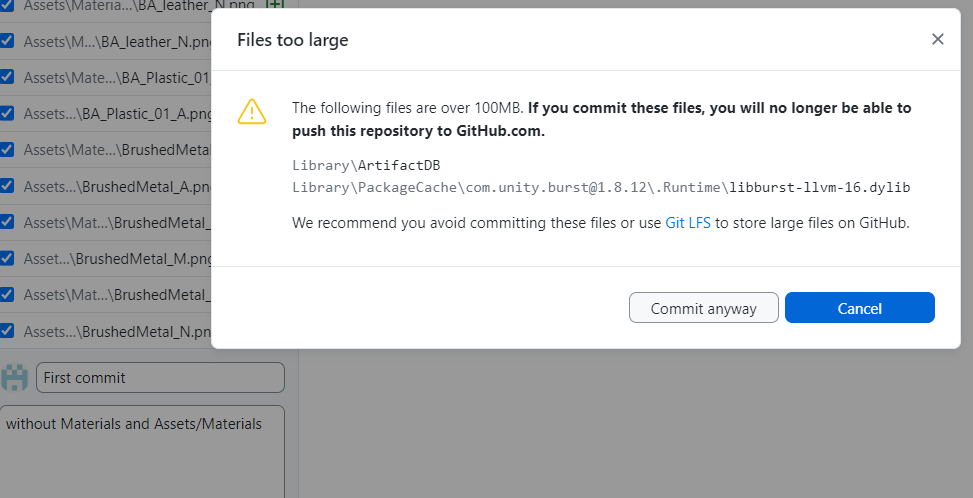 Assets\Materia...\BA_leather_N.png
Assets\M...\BA_leather_N.png
Assets\Mate...\BA_Plastic_01_
Assets\...\BA_Plastic_01_A.png
Assets\Mate...\BrushedMetal
Assets\...\BrushedMetal_A.png
Assets\Mat...\BrushedMetal_
Asset...\BrushedMetal_M.png
Assets\Mat...\BrushedMetal_
Assets...\BrushedMetal_N.png
First commit
without Materials and Assets/Materials
Files too large
The following files are over 100MB. If you commit these files, you will no longer be able to
push this repository to GitHub.com.
Library\ArtifactDB
Library\PackageCache\com.unity.burst@1.8.12\.Runtime\libburst-llvm-16.dylib
We recommend you avoid committing these files or use Git LFS to store large files on GitHub.
Commit anyway
Cancel